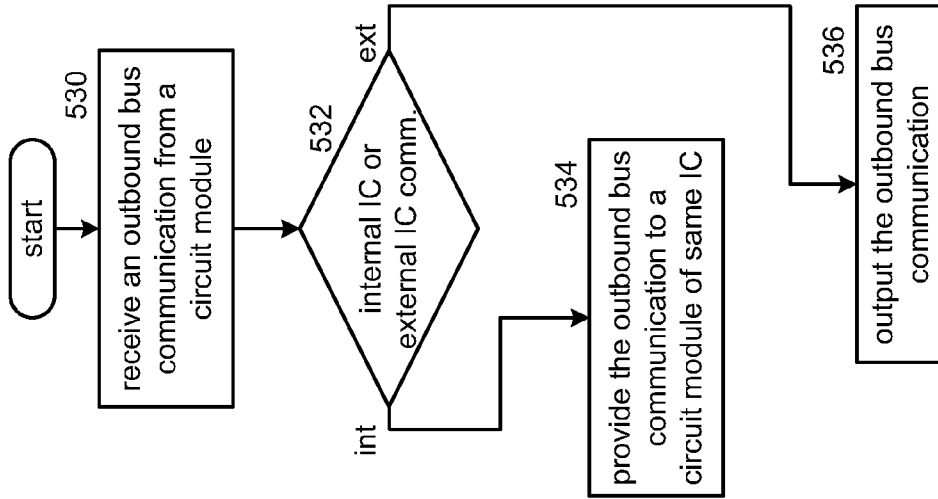 start
530
receive an outbound bus
communication from a
circuit module
532
internal IC or
external IC comm.
int
ext
534
provide the outbound bus
communication to a
circuit module of same IC
536
output the outbound bus
communication